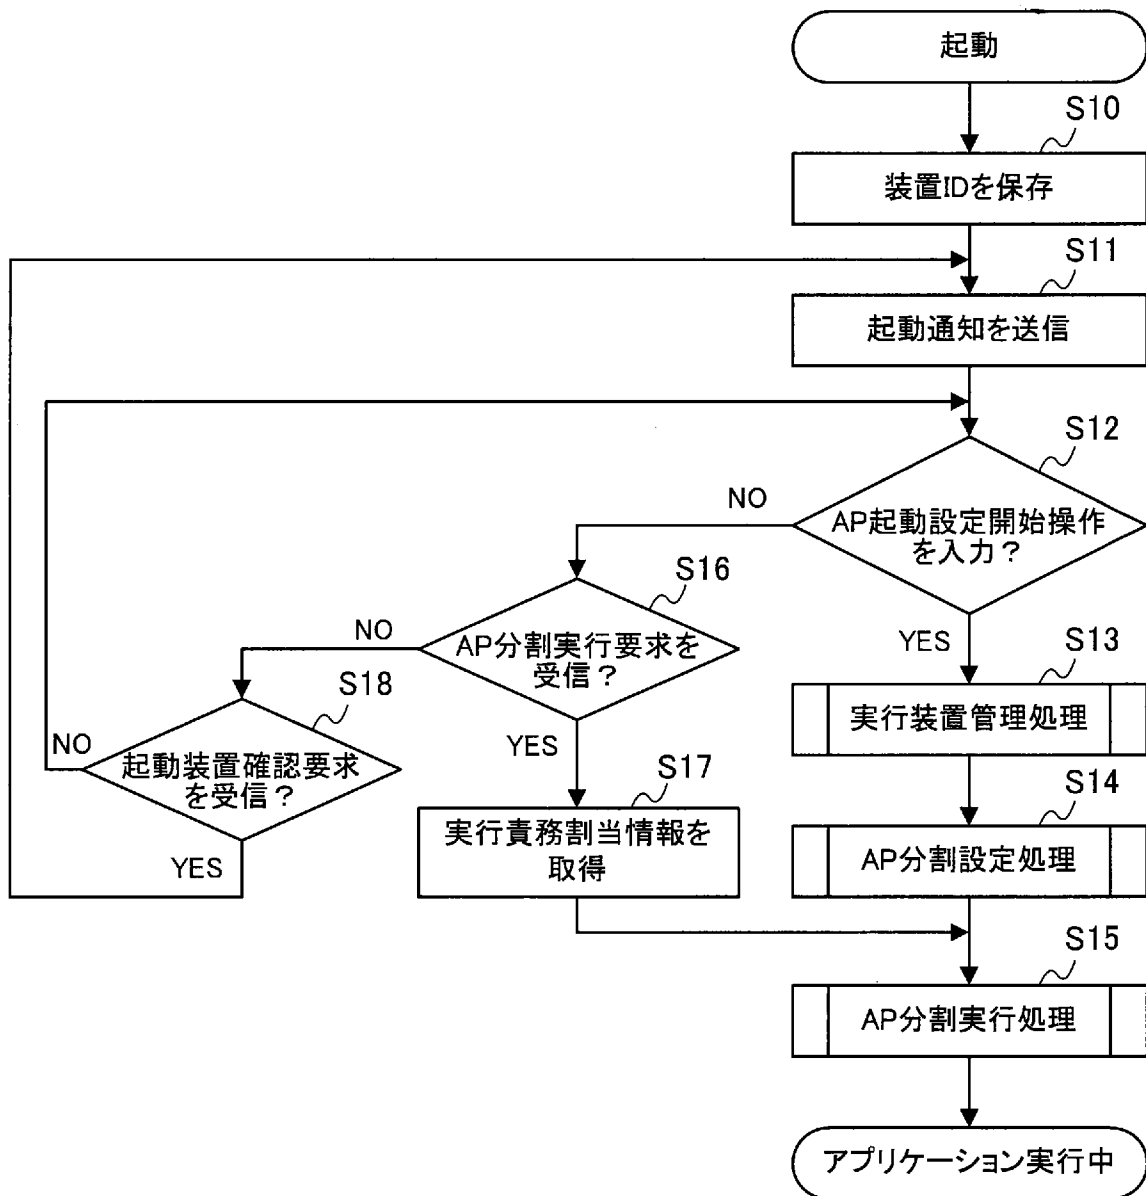 起動
S10
装置IDを保存
S11
起動通知を送信
S12
AP起動設定開始操作
を入力？
NO
YES
S16
AP分割実行要求を
受信？
NO
YES
S18
起動装置確認要求
を受信？
NO
YES
S17
実行責務割当情報を
取得
S13
実行装置管理処理
S14
AP分割設定処理
S15
AP分割実行処理
アプリケーション実行中